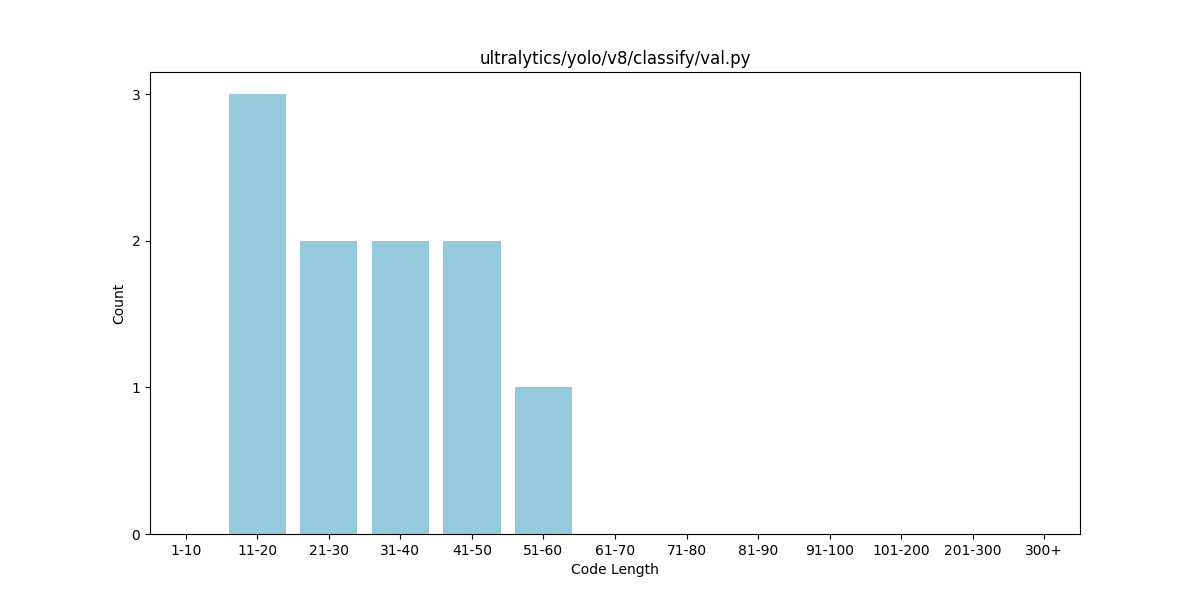 ultralytics/yolo/v8/classify/val.py
3
2
1
0
Count
1-10 11-20 21-30 31-40 41-50 51-60 61-70 71-80 81-90 91-100 101-200 201-300 300+
Code Length